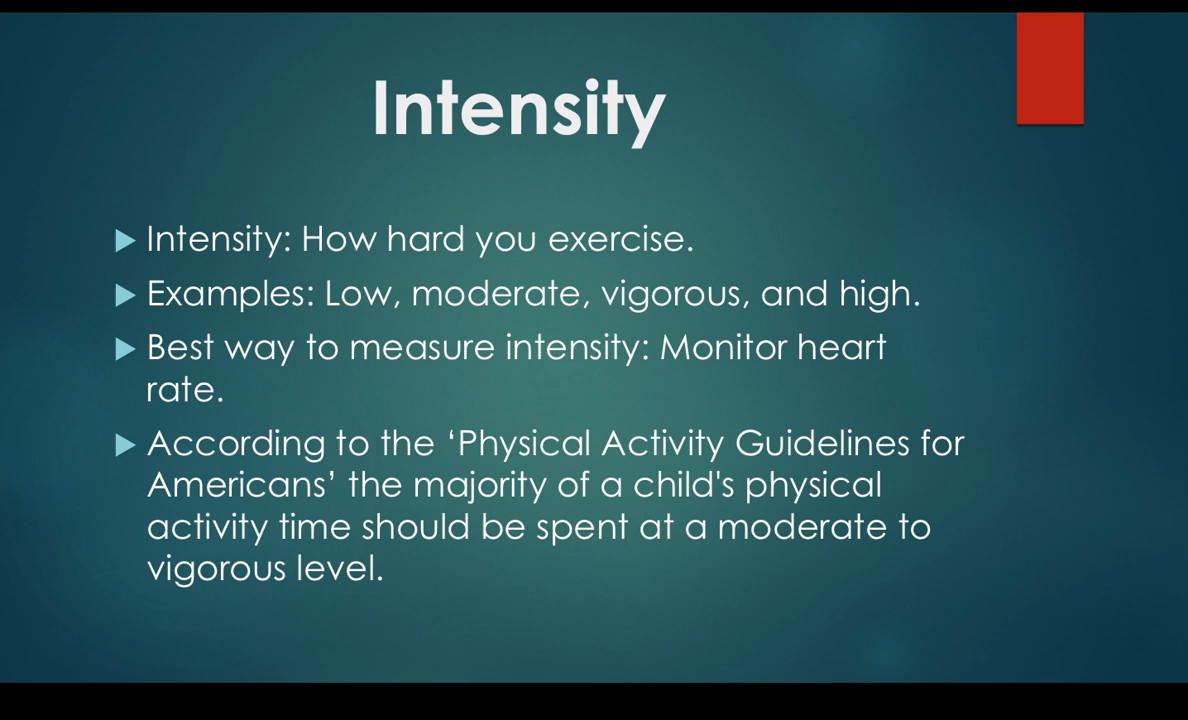 Intensity
Intensity: How hard you exercise.
Examples: Low, moderate, vigorous, and high.
Best way to measure intensity: Monitor heart
rate.
According to the ‘Physical Activity Guidelines for
Americans’ the majority of a child's physical
activity time should be spent at a moderate to
vigorous level.